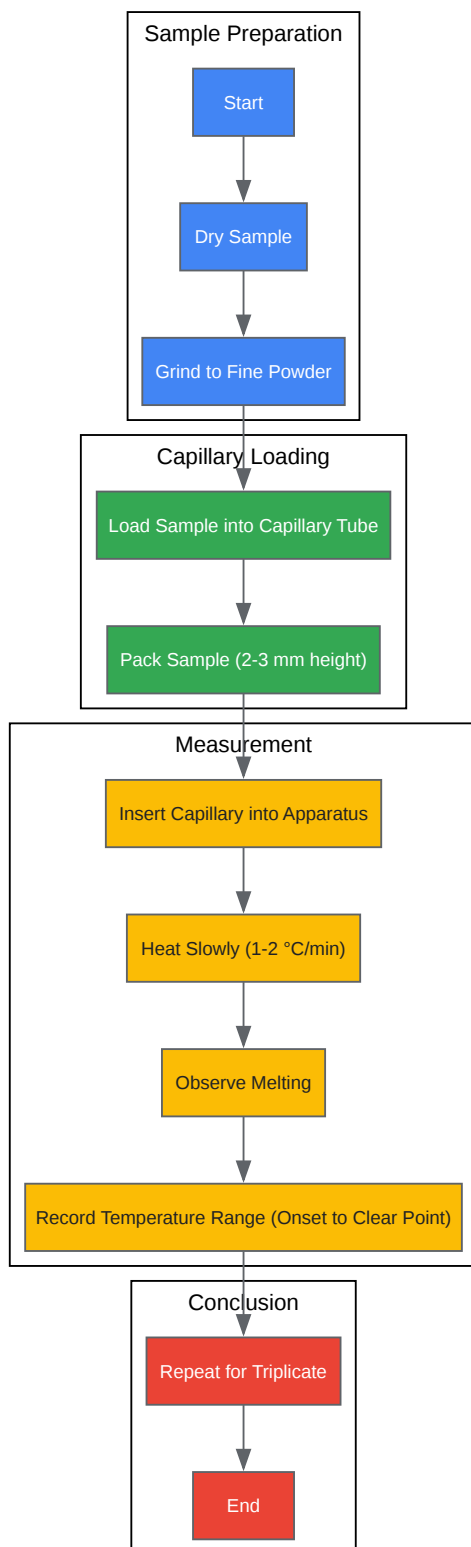 Sample Preparation
Start
Dry Sample
Grind to Fine Powder
Capillary Loading
Load Sample into Capillary Tube
Pack Sample (2-3 mm height)
Measurement
Insert Capillary into Apparatus
Heat Slowly (1-2 °C/min)
Observe Melting
Record Temperature Range (Onset to Clear Point)
Conclusion
Repeat for Triplicate
End